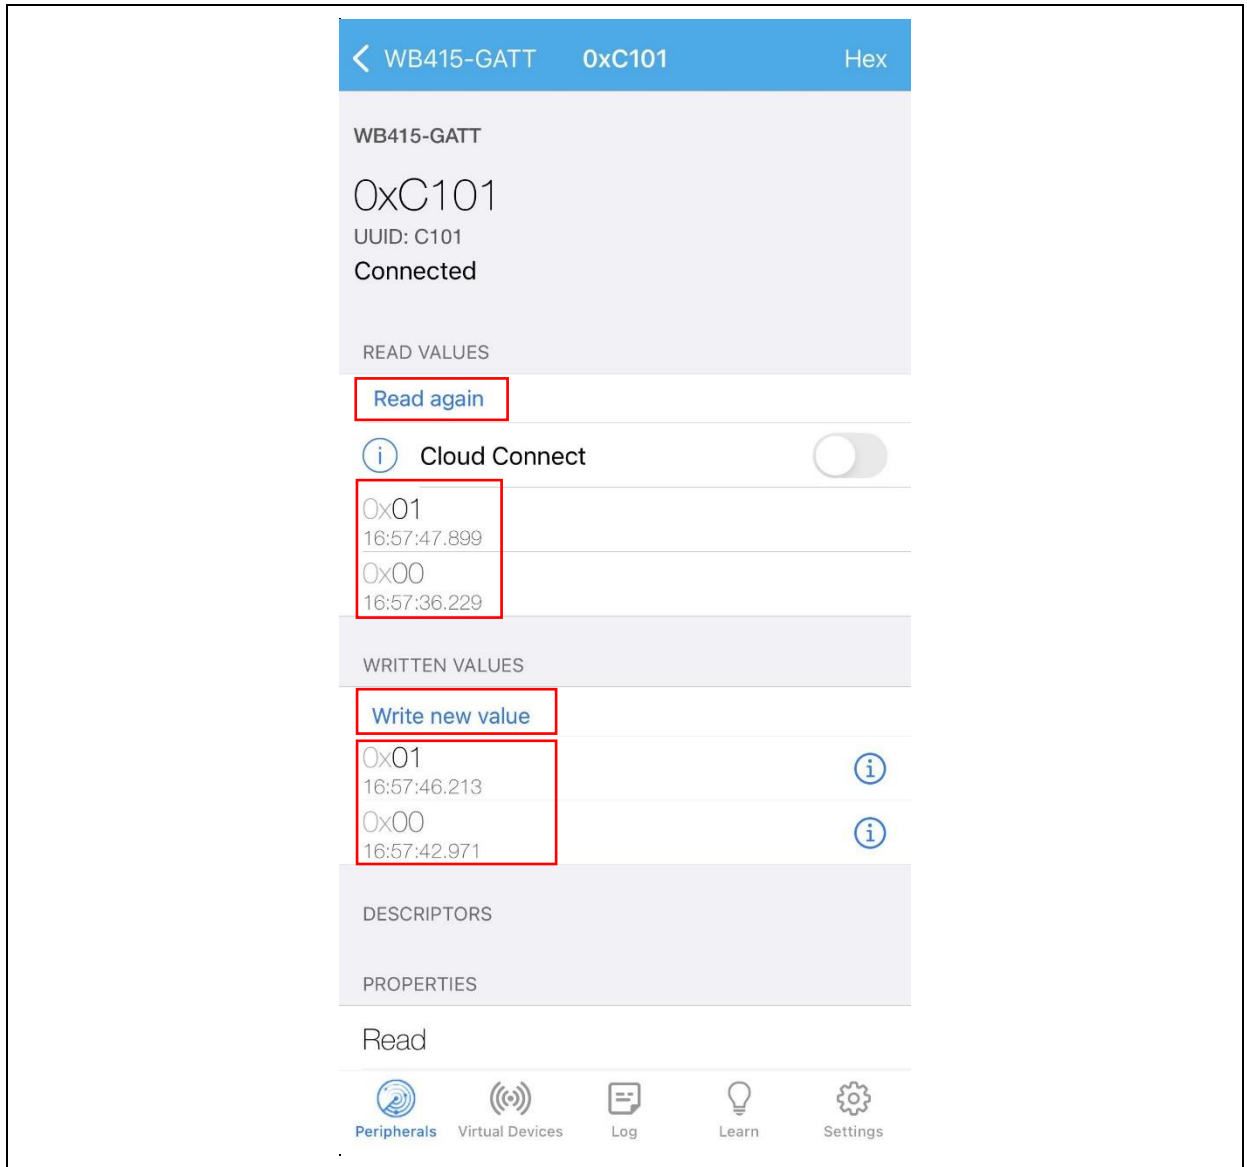 WB415-GATT 0xC101 Hex
WB415-GATT
0xC101
UUID: C101
Connected
READ VALUES
Read again
Cloud Connect
0x01
16:57:47.899
0x00
16:57:36.229
WRITTEN VALUES
Write new value
0x01
16:57:46.213
0x00
16:57:42.971
DESCRIPTORS
PROPERTIES
Read
Peripherals Virtual Devices Log Learn Settings